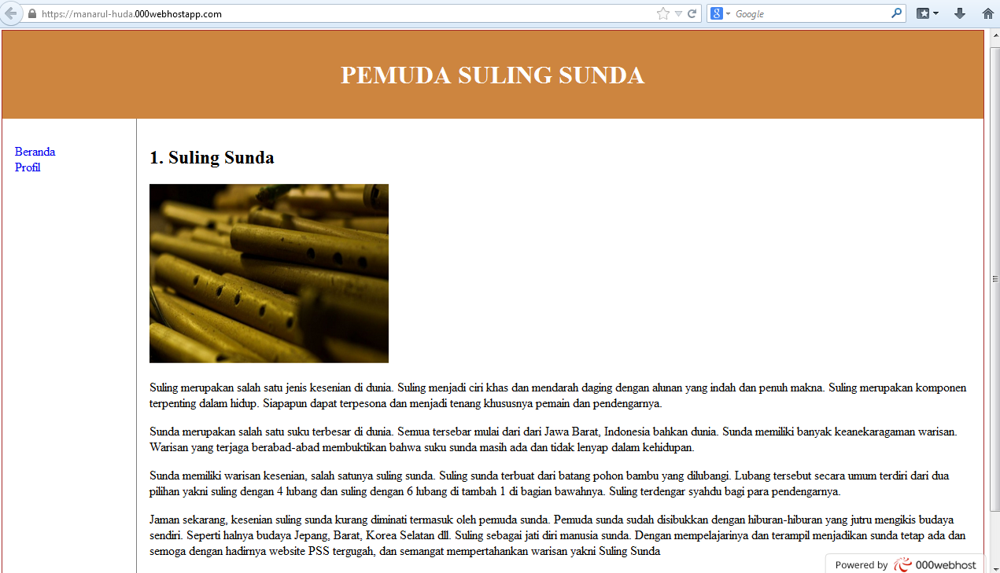 https://manarul-huda.000webhostapp.com
8
Google
PEMUDA SULING SUNDA
Beranda
Profil
1. Suling Sunda
Suling merupakan salah satu jenis kesenian di dunia. Suling menjadi ciri khas dan mendarah daging dengan alunan yang indah dan penuh makna. Suling merupakan komponen
terpenting dalam hidup. Siapapun dapat terpesona dan menjadi tenang khususnya pemain dan pendengarnya.
Sunda merupakan salah satu suku terbesar di dunia. Semua tersebar mulai dari dari Jawa Barat, Indonesia bahkan dunia. Sunda memiliki banyak keanekaragaman warisan.
Warisan yang terjaga berabad-abad membuktikan bahwa suku sunda masih ada dan tidak lenyap dalam kehidupan.
Sunda memiliki warisan kesenian, salah satunya suling sunda. Suling sunda terbuat dari batang pohon bambu yang dilubangi. Lubang tersebut secara umum terdiri dari dua
pilihan yakni suling dengan 4 lubang dan suling dengan 6 lubang di tambah 1 di bagian bawahnya. Suling terdengar syahdu bagi para pendengarnya.
Jaman sekarang, kesenian suling sunda kurang diminati termasuk oleh pemuda sunda. Pemuda sunda sudah disibukkan dengan hiburan-hiburan yang jutru mengikis budaya
sendiri. Seperti halnya budaya Jepang, Barat, Korea Selatan dll. Suling sebagai jati diri manusia sunda. Dengan mempelajarinya dan terampil menjadikan sunda tetap ada dan
semoga dengan hadirnya website PSS tergugah, dan semangat mempertahankan warisan yakni Suling Sunda
Powered by 000webhost